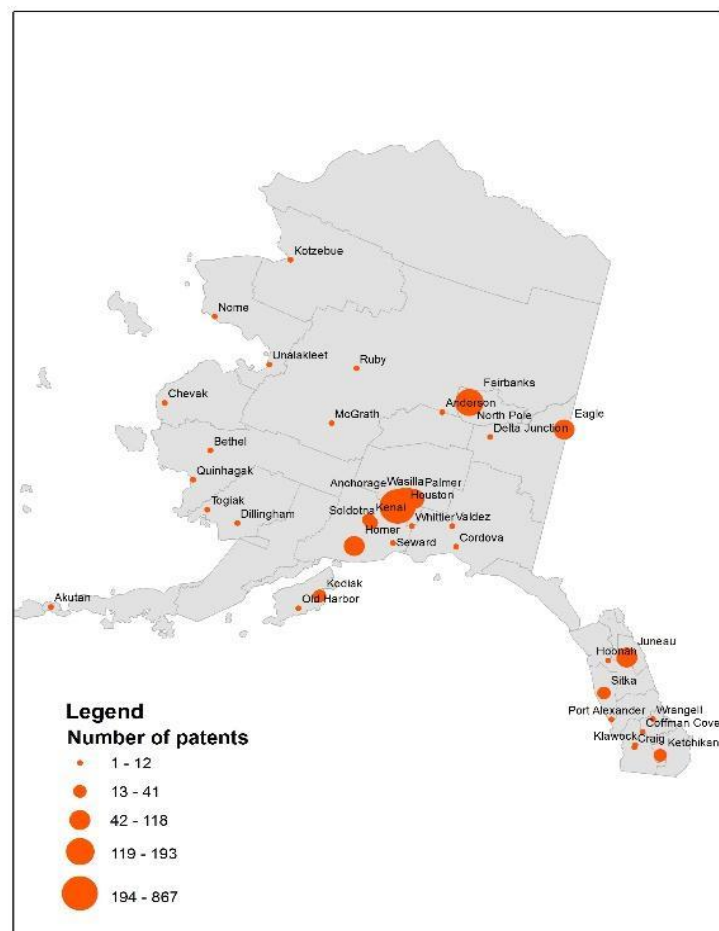 Kotzebue
Nome
Unalakleet
Ruby
Fairbanks
Chevak
Anderson
McGrath
North Pole
Eagle
Delta Junction
Bethel
Quinhagak
Anchorage Wasilla Palmer
Houston
Togiak
Soldotna Kenai
Dillingham
Whittier Valdez
Homer
Seward
Cordova
Kodiak
Akutan
Old Harbor
Juneau
Hoonah
Sitka
Port Alexander
Wrangell
Coffman Cove
Klawock Craig
Ketchikan
Legend
Number of patents
1 - 12
13 - 41
42 - 118
119 - 193
194 - 867